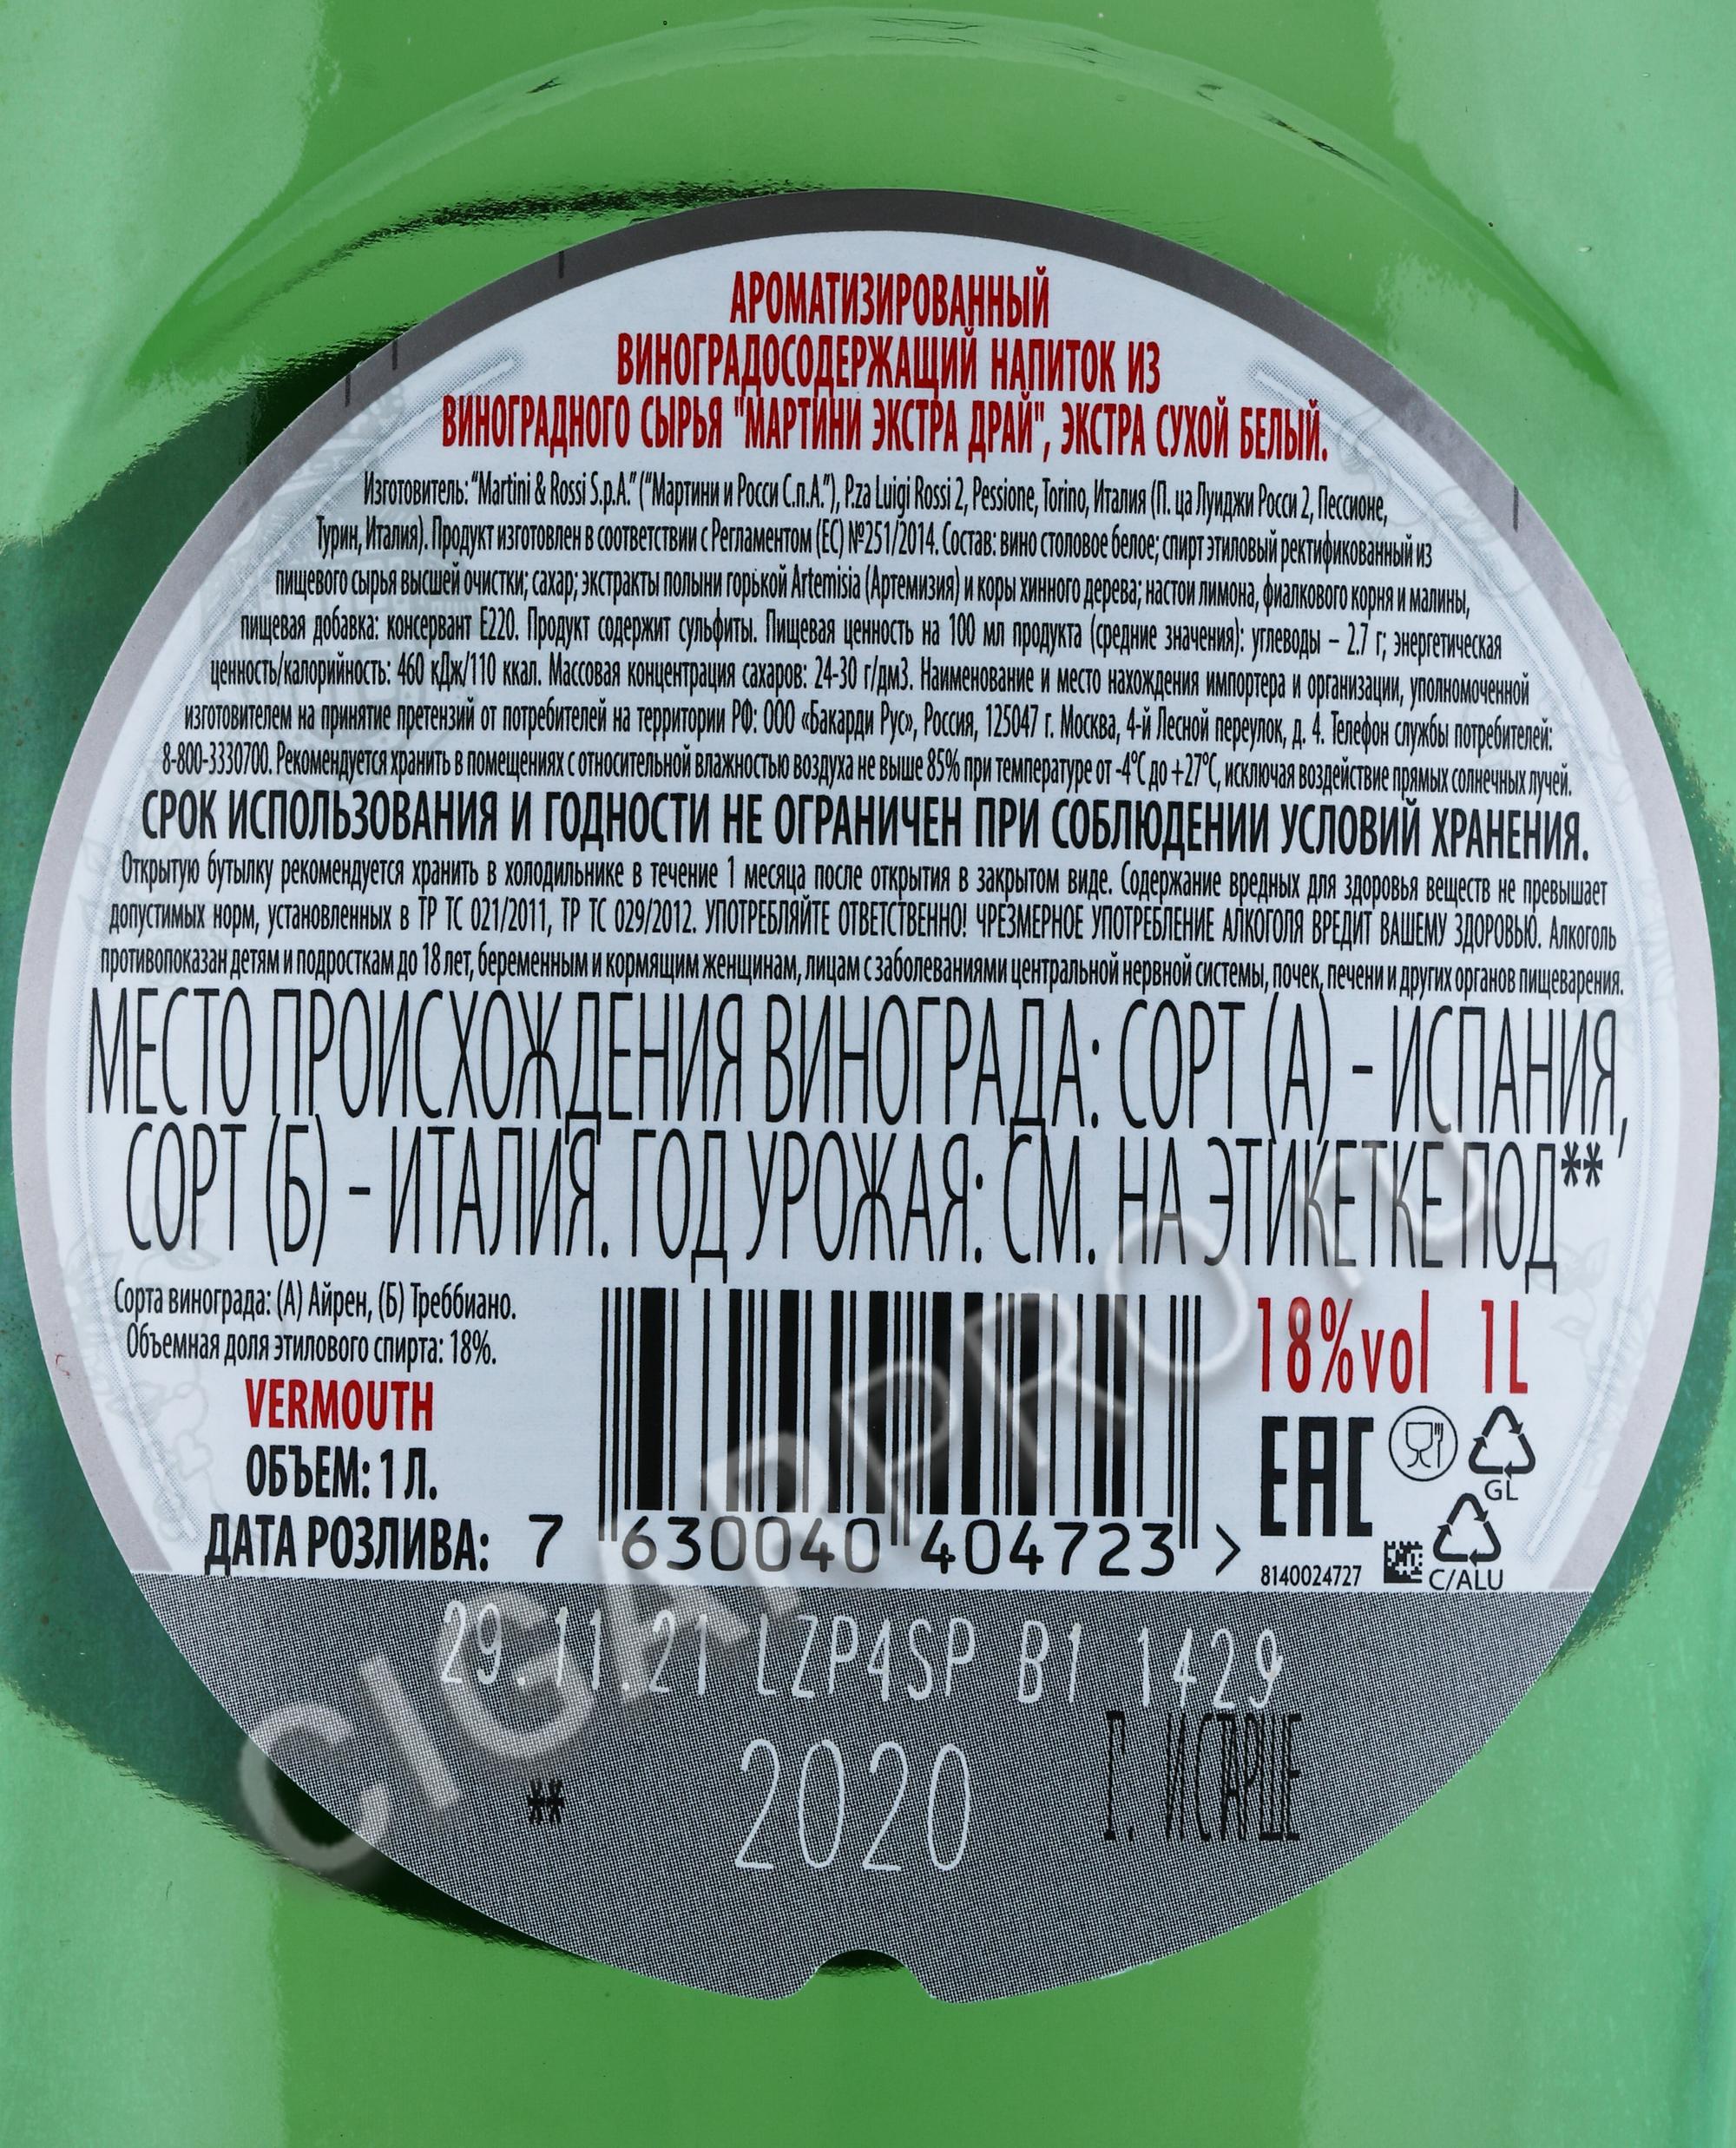 АРОМАТИЗИРОВАННЫЙ
ВИНОГРАДОСОДЕРЖАЩИЙ НАПИТОК ИЗ
ВИНОГРАДНОГО СЫРЬЯ "МАРТИНИ ЭКСТРА ДРАЙ", ЭКСТРА СУХОЙ БЕЛЫЙ.
Изготовитель: “Martini & Rossi S.p.A.” (“Мартини и Росси С.п.А.”), P.za Luigi Rossi 2, Pessione, Torino, Италия (П. ца Луиджи Росси 2, Пессионе,
Турин, Италия). Продукт изготовлен в соответствии с Регламентом (ЕС) №251/2014. Состав: вино столовое белое; спирт этиловый ректификованный из
пищевого сырья высшей очистки; сахар; экстракты полыни горькой Artemisia (Артемизия) и коры хинного дерева; настои лимона, фиалкового корня и малины,
пищевая добавка: консервант Е220. Продукт содержит сульфиты. Пищевая ценность на 100 мл продукта (средние значения): углеводы – 2.7 г; энергетическая
ценность/калорийность: 460 кДж/110 ккал. Массовая концентрация сахаров: 24-30 г/дм3. Наименование и место нахождения импортера и организации, уполномоченной
изготовителем на принятие претензий от потребителей на территории РФ: ООО «Бакарди Рус», Россия, 125047 г. Москва, 4-й Лесной переулок, д. 4. Телефон службы потребителей:
8-800-3330700. Рекомендуется хранить в помещениях с относительной влажностью воздуха не выше 85% при температуре от -4°C до +27°C, исключая воздействие прямых солнечных лучей.
СРОК ИСПОЛЬЗОВАНИЯ И ГОДНОСТИ НЕ ОГРАНИЧЕН ПРИ СОБЛЮДЕНИИ УСЛОВИЙ ХРАНЕНИЯ.
Открытую бутылку рекомендуется хранить в холодильнике в течение 1 месяца после открытия в закрытом виде. Содержание вредных для здоровья веществ не превышает
допустимых норм, установленных в ТР ТС 021/2011, ТР ТС 029/2012. УПОТРЕБЛЯЙТЕ ОТВЕТСТВЕННО! ЧРЕЗМЕРНОЕ УПОТРЕБЛЕНИЕ АЛКОГОЛЯ ВРЕДИТ ВАШЕМУ ЗДОРОВЬЮ. Алкоголь
противопоказан детям и подросткам до 18 лет, беременным и кормящим женщинам, лицам с заболеваниями центральной нервной системы, почек, печени и других органов пищеварения.
МЕСТО ПРОИСХОЖДЕНИЯ ВИНОГРАДА: СОРТ (А) – ИСПАНИЯ,
СОРТ (Б) – ИТАЛИЯ. ГОД УРОЖАЯ: СМ. НА ЭТИКЕТКЕ ПОД**
Сорта винограда: (А) Айрен, (Б) Треббиано.
Объемная доля этилового спирта: 18%.
VERMOUTH
ОБЪЕМ: 1 Л.
ДАТА РОЗЛИВА:
7 630040 404723 >
18%vol 1L
EAC
GL
8140024727
C/ALU
29.11.21 LZP4SP B1 1429
** 2020 Г. И СТАРШЕ
CIGARPRO.ru